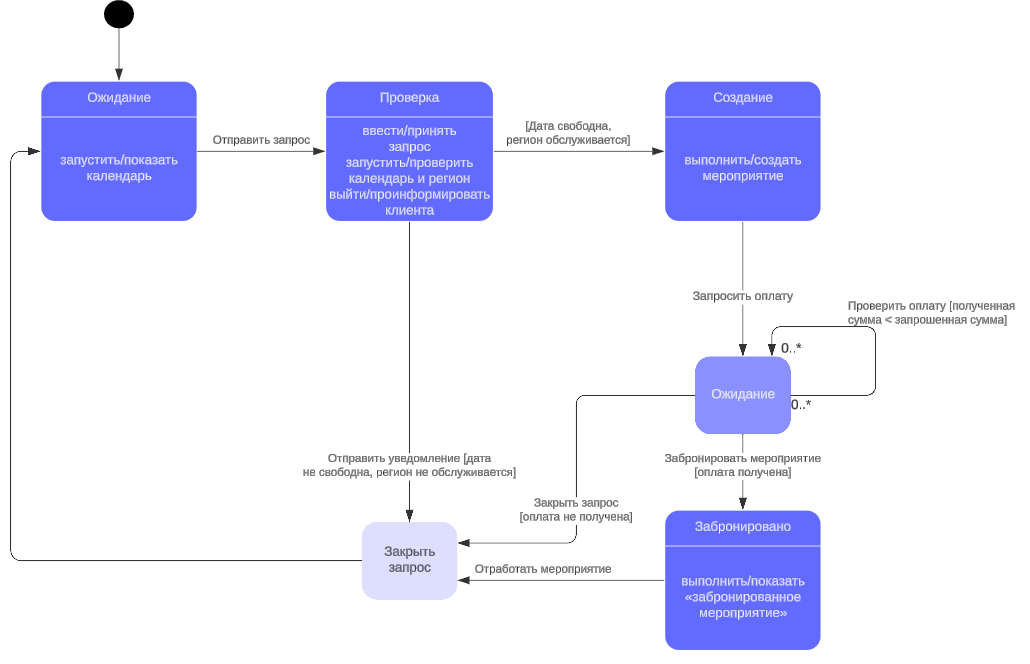 Ожидание
запустить/показать
календарь
Отправить запрос
Проверка
ввести/принять
запрос
запустить/проверить
календарь и регион
выйти/проинформировать
клиента
[Дата свободна,
регион обслуживается]
Создание
выполнить/создать
мероприятие
Запросить оплату
Проверить оплату [полученная
сумма < запрошенная сумма]
0..*
Ожидание
0..*
Отправить уведомление [дата
не свободна, регион не обслуживается]
Забронировать мероприятие
[оплата получена]
Закрыть запрос
[оплата не получена]
Закрыть
запрос
Отработать мероприятие
Забронировано
выполнить/показать
«забронированное
мероприятие»